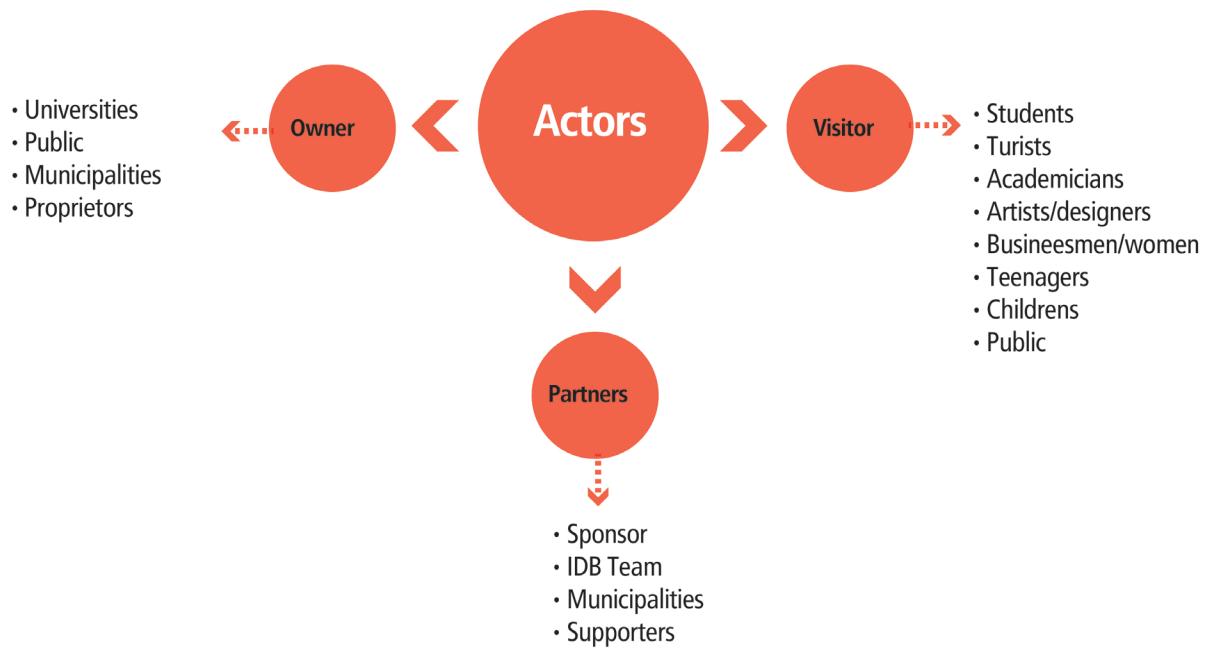 Actors
Owner
• Universities
• Public
• Municipalities
• Proprietors
Visitor
• Students
• Turists
• Academicians
• Artists/designers
• Busineesmen/women
• Teenagers
• Childrens
• Public
Partners
• Sponsor
• IDB Team
• Municipalities
• Supporters